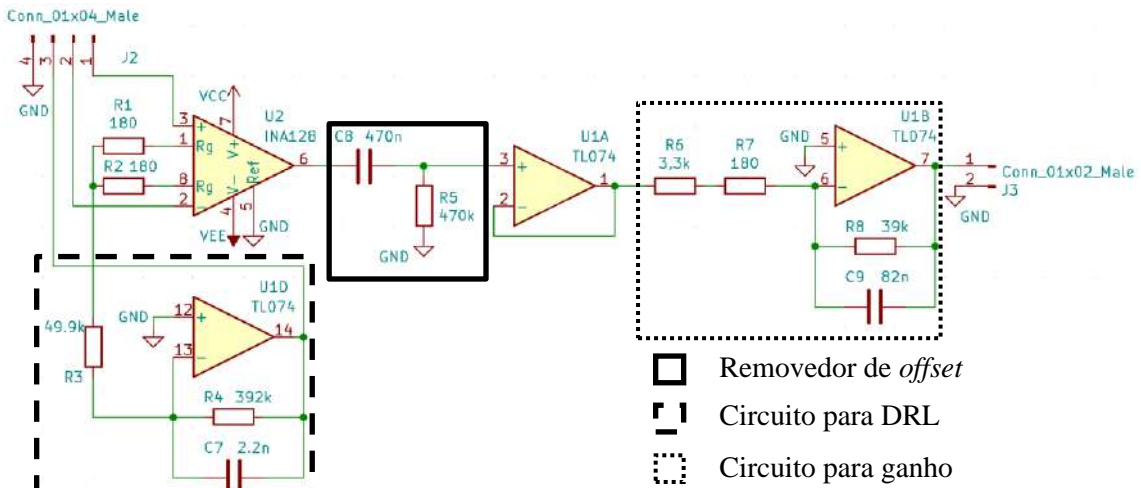 Conn_01x04_Male
4
3
2
1
J2
GND
R1
180
R2 180
VCC
7
U2
INA128
3
+
1
Rg
V+
8
Rg
2
-
V-
Ref
4
5
6
VEE
GND
C8 470n
R5
470k
GND
U1A
TL074
3
+
2
-
1
R6
3,3k
R7
180
GND
U1B
TL074
5
+
6
-
7
1
2
Conn_01x02_Male
J3
GND
R8 39k
C9 82n
49.9k
R3
GND
U1D
TL074
12
+
13
-
14
R4 392k
C7 2.2n
Removedor de offset
Circuito para DRL
Circuito para ganho